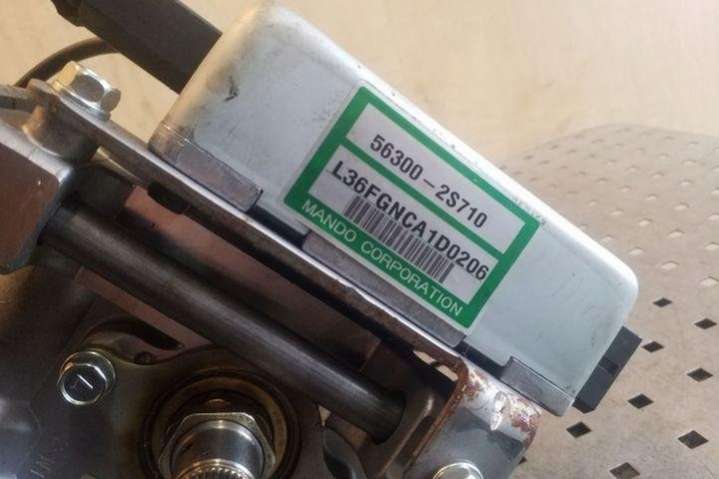 56300-2S710
L36FGNCA1D0206
MANDO CORPORATION